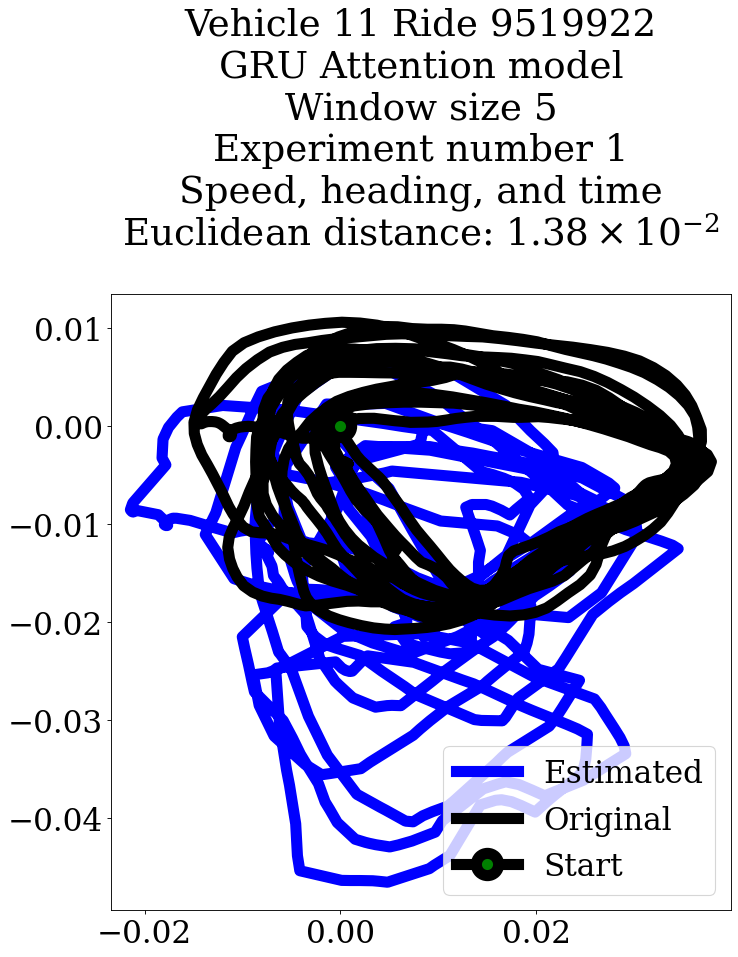 Vehicle 11 Ride 9519922
GRU Attention model
Window size 5
Experiment number 1
Speed, heading, and time
Euclidean distance: 1.38 × 10⁻²
0.01
0.00
−0.01
−0.02
−0.03
−0.04
−0.02
0.00
0.02
Estimated
Original
Start